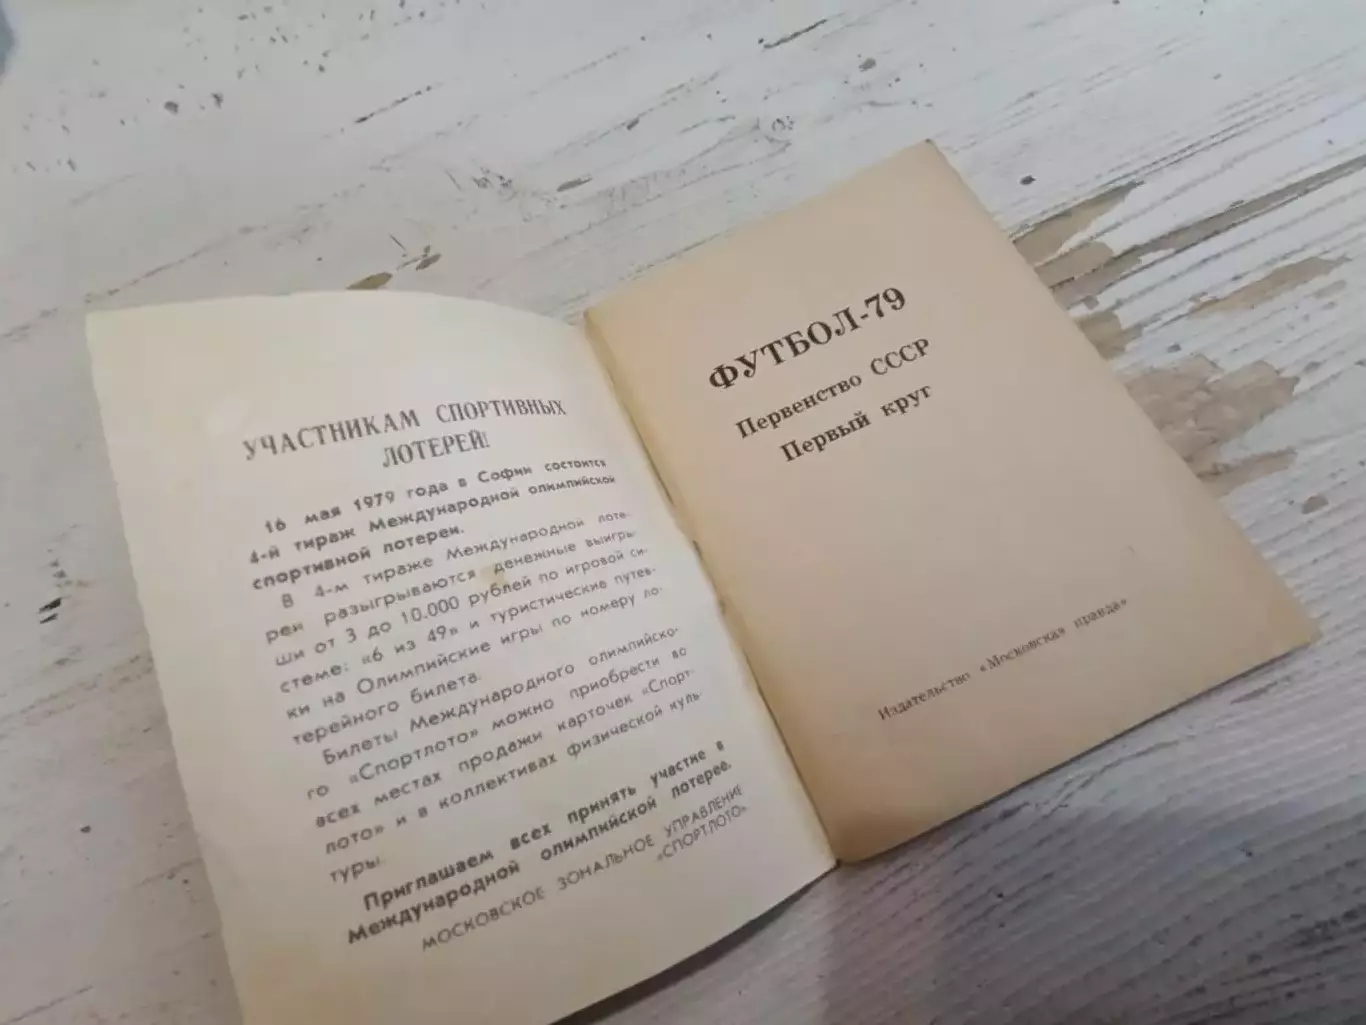 УЧАСТНИКАМ СПОРТИВНЫХ
ЛОТЕРЕЙ!
16 мая 1979 года в Софии состоится
4-й тираж Международной олимпийской
спортивной лотереи.
В 4-м тираже Международной лоте-
реи разыгрываются денежные выигры-
ши от 3 до 10.000 рублей по игровой си-
стеме: «6 из 49» и туристические путев-
ки на Олимпийские игры по номеру ло-
терейного билета.
Билеты Международного олимпийско-
го «Спортлото» можно приобрести во
всех местах продажи карточек «Спорт-
лото» и в коллективах физической куль-
туры.
Приглашаем всех принять участие в
Международной олимпийской лотерее.
МОСКОВСКОЕ ЗОНАЛЬНОЕ УПРАВЛЕНИЕ
«СПОРТЛОТО»
ФУТБОЛ-79
Первенство СССР
Первый круг
Издательство «Московская правда»